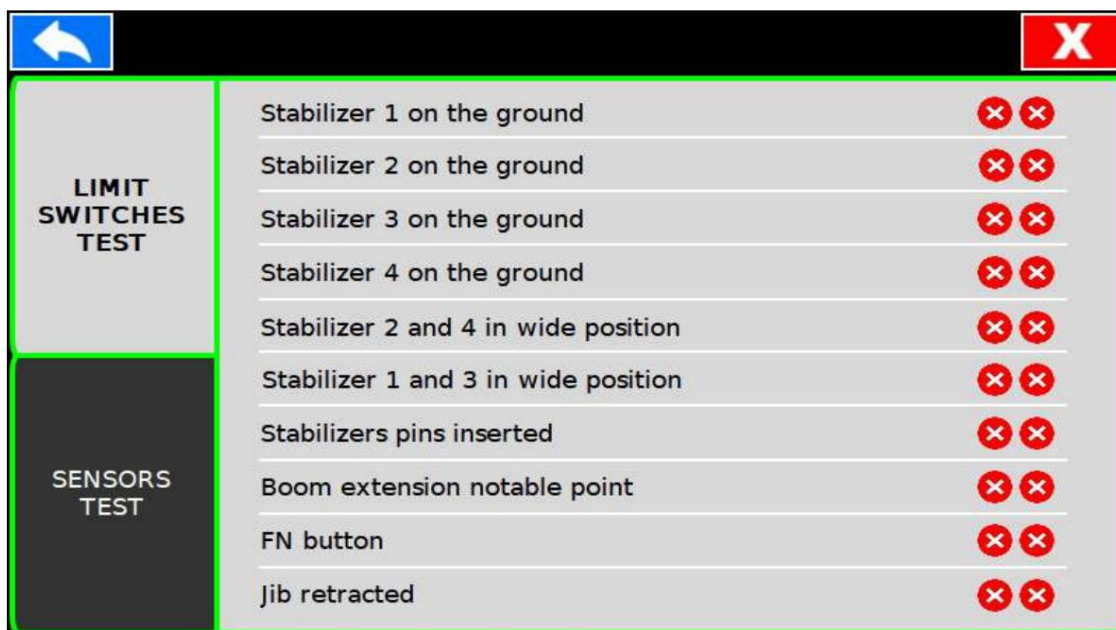 X
LIMIT
SWITCHES
TEST
SENSORS
TEST
Stabilizer 1 on the ground
Stabilizer 2 on the ground
Stabilizer 3 on the ground
Stabilizer 4 on the ground
Stabilizer 2 and 4 in wide position
Stabilizer 1 and 3 in wide position
Stabilizers pins inserted
Boom extension notable point
FN button
Jib retracted